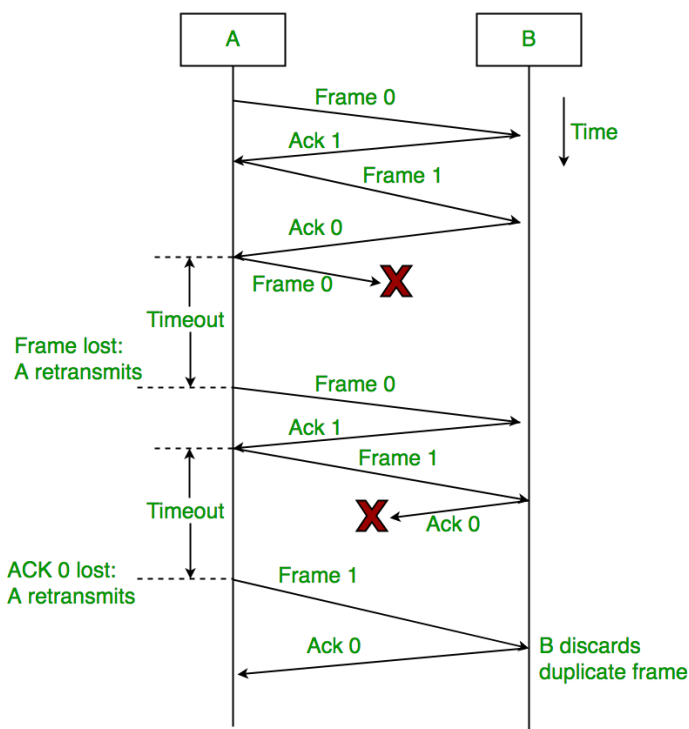 A
B
Frame 0
Time
Ack 1
Frame 1
Ack 0
Frame 0
X
Timeout
Frame lost:
A retransmits
Frame 0
Ack 1
Frame 1
Timeout
X
Ack 0
ACK 0 lost:
A retransmits
Frame 1
Ack 0
B discards
duplicate frame